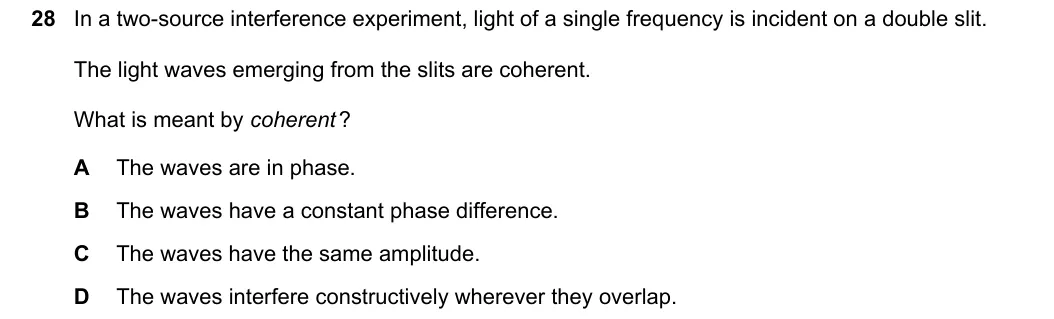 28 In a two-source interference experiment, light of a single frequency is incident on a double slit.
The light waves emerging from the slits are coherent.
What is meant by coherent?
A The waves are in phase.
B The waves have a constant phase difference.
C The waves have the same amplitude.
D The waves interfere constructively wherever they overlap.